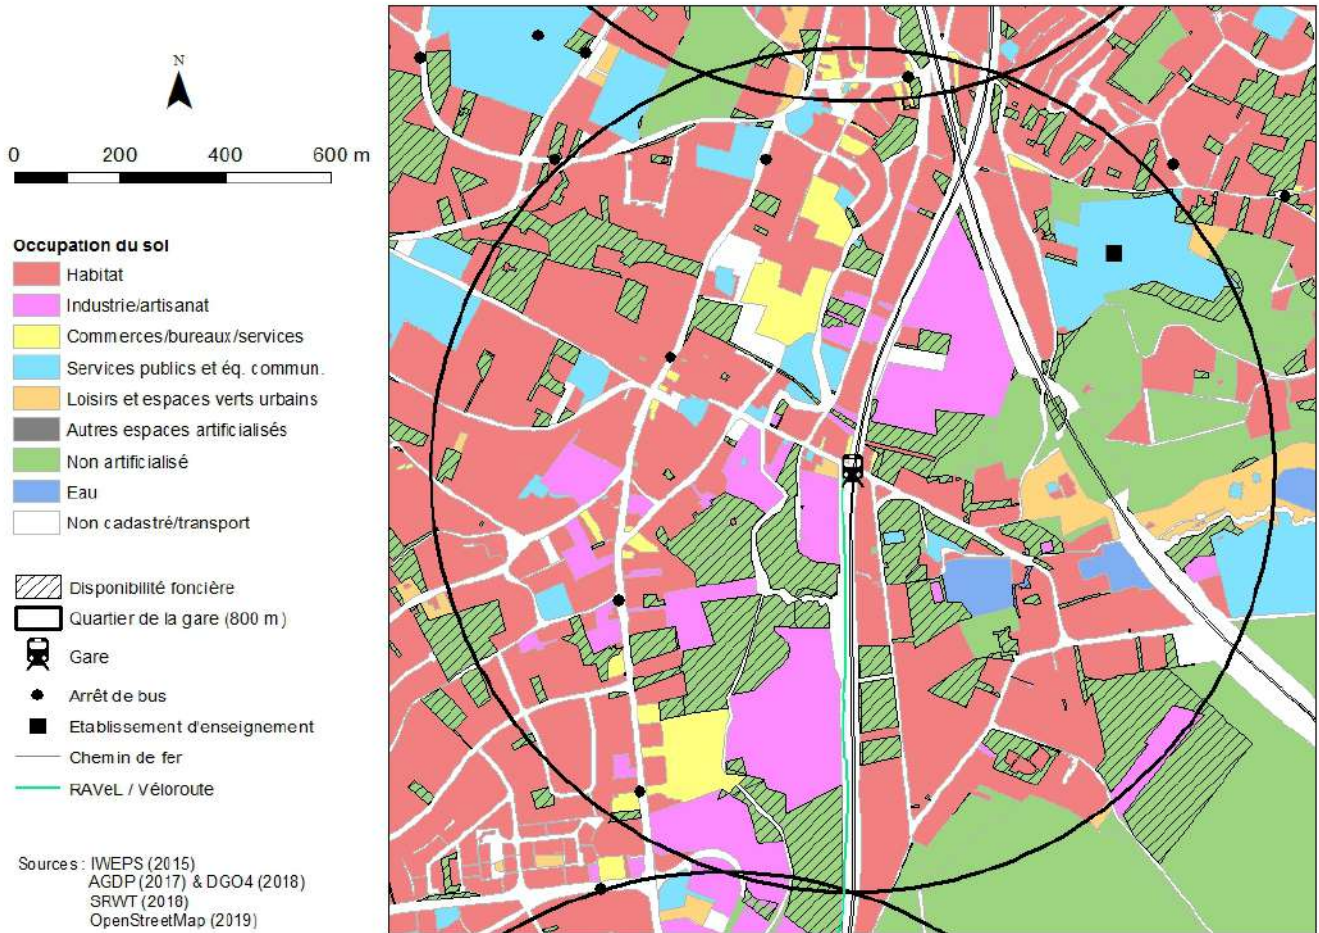 N
0 200 400 600 m
Occupation du sol
Habitat
Industrie/artisanat
Commerces/bureaux/services
Services publics et éq. commun.
Loisirs et espaces verts urbains
Autres espaces artificialisés
Non artificialisé
Eau
Non cadastré/transport
Disponibilité foncière
Quartier de la gare (800 m)
Gare
Arrêt de bus
Etablissement d'enseignement
Chemin de fer
RAVeL / Véloroute
Sources : IWEPS (2015)
AGDP (2017) & DGO4 (2018)
SRWT (2018)
OpenStreetMap (2019)